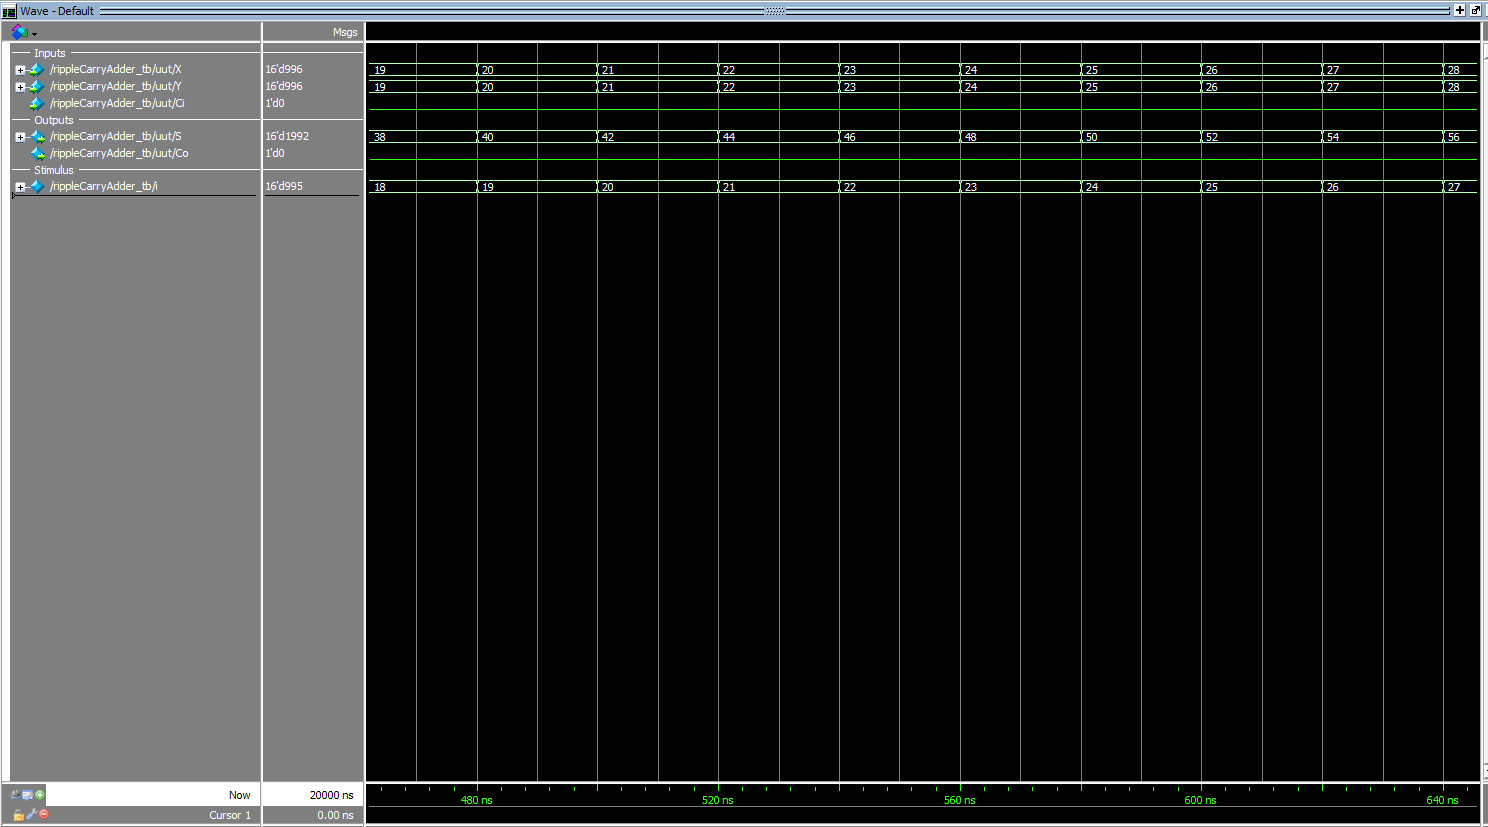 Wave - Default
Msgs
Inputs
/rippleCarryAdder_tb/uut/X 16'd996 19 20 21 22 23 24 25 26 27 28
/rippleCarryAdder_tb/uut/Y 16'd996 19 20 21 22 23 24 25 26 27 28
/rippleCarryAdder_tb/uut/Ci 1'd0
Outputs
/rippleCarryAdder_tb/uut/S 16'd1992 38 40 42 44 46 48 50 52 54 56
/rippleCarryAdder_tb/uut/Co 1'd0
Stimulus
/rippleCarryAdder_tb/i 16'd995 18 19 20 21 22 23 24 25 26 27
Now 20000 ns
480 ns 520 ns 560 ns 600 ns 640 ns
Cursor 1 0.00 ns